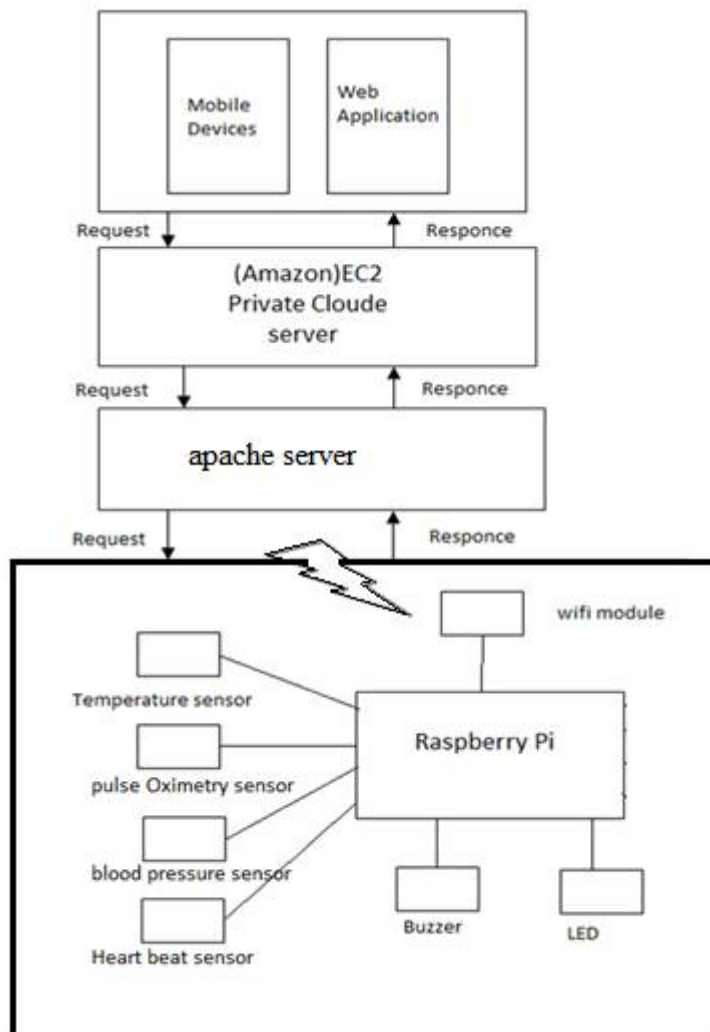 Mobile
Devices
Web
Application
Request
Responce
(Amazon)EC2
Private Cloude
server
Request
Responce
apache server
Request
Responce
wifi module
Temperature sensor
Raspberry Pi
pulse Oximetry sensor
blood pressure sensor
Buzzer
LED
Heart beat sensor